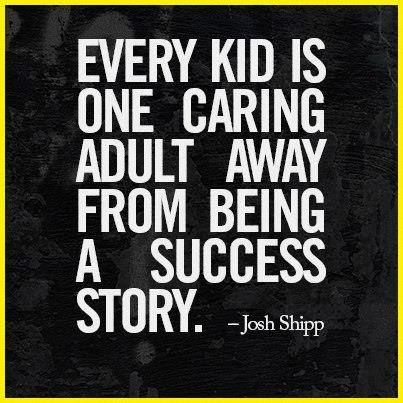 EVERY KID IS
ONE CARING
ADULT AWAY
FROM BEING
A SUCCESS
STORY. – Josh Shipp